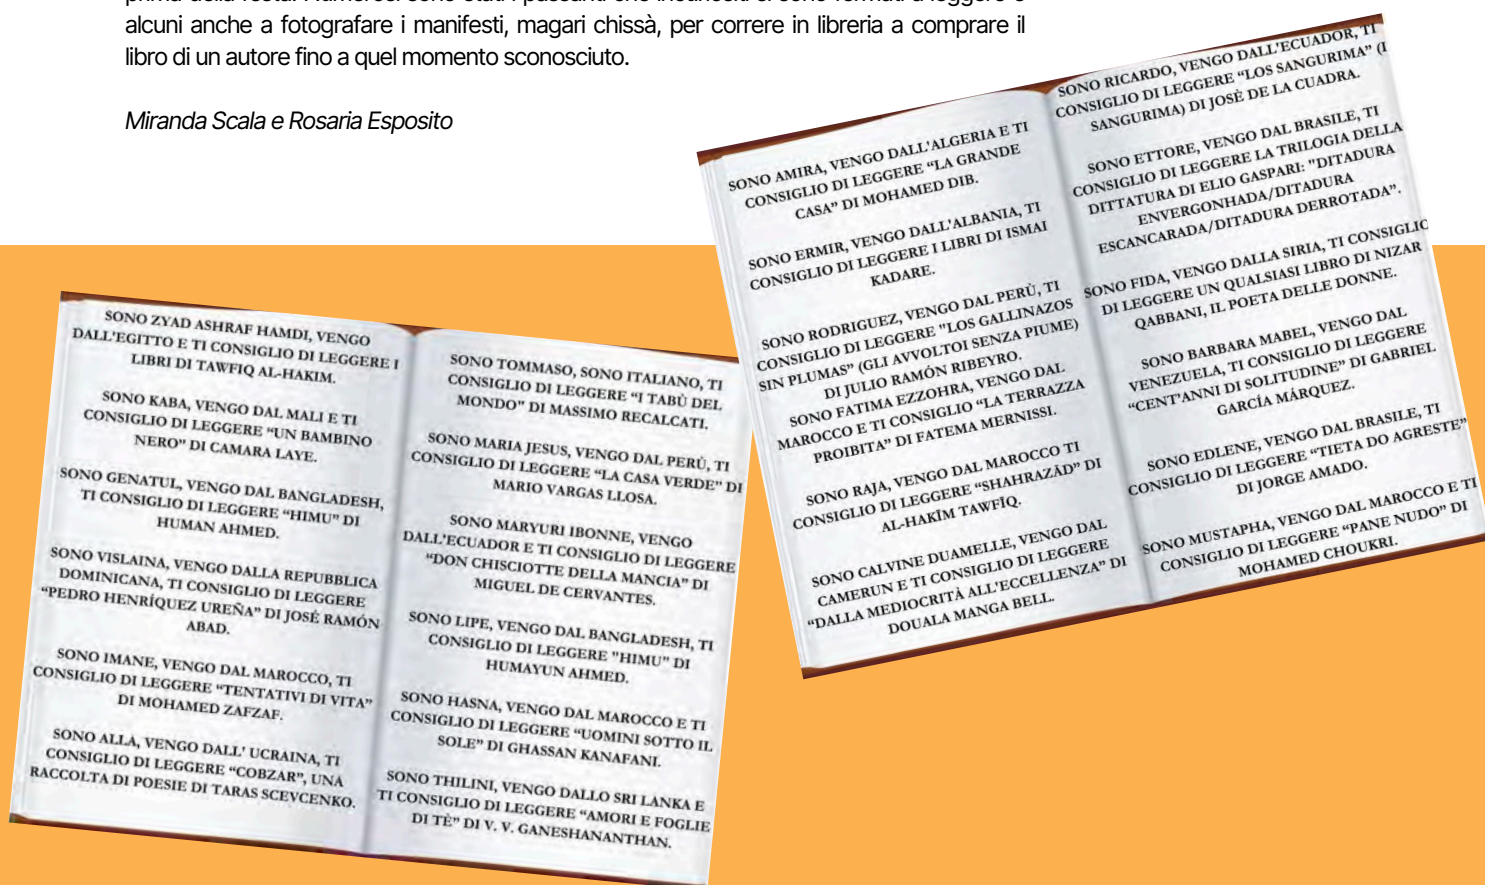 alcuni anche a fotografare i manifesti, magari chissà, per correre in libreria a comprare il
libro di un autore fino a quel momento sconosciuto.
Miranda Scala e Rosaria Esposito
SONO ZYAD ASHRAF HAMDI, VENGO
DALL'EGITTO E TI CONSIGLIO DI LEGGERE I
LIBRI DI TAWFIQ AL-HAKIM.
SONO KABA, VENGO DAL MALI E TI
CONSIGLIO DI LEGGERE “UN BAMBINO
NERO” DI CAMARA LAYE.
SONO GENATUL, VENGO DAL BANGLADESH,
TI CONSIGLIO DI LEGGERE “HIMU” DI
HUMAN AHMED.
SONO VISLAINA, VENGO DALLA REPUBBLICA
DOMINICANA, TI CONSIGLIO DI LEGGERE
“PEDRO HENRÍQUEZ UREÑA” DI JOSÉ RAMÓN
ABAD.
SONO IMANE, VENGO DAL MAROCCO, TI
CONSIGLIO DI LEGGERE “TENTATIVI DI VITA”
DI MOHAMED ZAFZAF.
SONO ALLA, VENGO DALL' UCRAINA, TI
CONSIGLIO DI LEGGERE “COBZAR”, UNA
RACCOLTA DI POESIE DI TARAS SCEVCENKO.
SONO TOMMASO, SONO ITALIANO, TI
CONSIGLIO DI LEGGERE “I TABÙ DEL
MONDO” DI MASSIMO RECALCATI.
SONO MARIA JESUS, VENGO DAL PERÙ, TI
CONSIGLIO DI LEGGERE “LA CASA VERDE” DI
MARIO VARGAS LLOSA.
SONO MARYURI IBONNE, VENGO
DALL'ECUADOR E TI CONSIGLIO DI LEGGERE
“DON CHISCIOTTE DELLA MANCIA” DI
MIGUEL DE CERVANTES.
SONO LIPE, VENGO DAL BANGLADESH, TI
CONSIGLIO DI LEGGERE "HIMU" DI
HUMAYUN AHMED.
SONO HASNA, VENGO DAL MAROCCO E TI
CONSIGLIO DI LEGGERE “UOMINI SOTTO IL
SOLE” DI GHASSAN KANAFANI.
SONO THILINI, VENGO DALLO SRI LANKA E
TI CONSIGLIO DI LEGGERE “AMORI E FOGLIE
DI TÈ” DI V. V. GANESHANANTHAN.
SONO AMIRA, VENGO DALL'ALGERIA E TI
CONSIGLIO DI LEGGERE “LA GRANDE
CASA” DI MOHAMED DIB.
SONO ERMIR, VENGO DALL'ALBANIA, TI
CONSIGLIO DI LEGGERE I LIBRI DI ISMAI
KADARE.
SONO RODRIGUEZ, VENGO DAL PERÙ, TI
CONSIGLIO DI LEGGERE "LOS GALLINAZOS
SIN PLUMAS” (GLI AVVOLTOI SENZA PIUME)
DI JULIO RAMÓN RIBEYRO.
SONO FATIMA EZZOHRA, VENGO DAL
MAROCCO E TI CONSIGLIO “LA TERRAZZA
PROIBITA” DI FATEMA MERNISSI.
SONO RAJA, VENGO DAL MAROCCO TI
CONSIGLIO DI LEGGERE “SHAHRAZĀD” DI
AL-HAKĪM TAWFĪQ.
SONO CALVINE DUAMELLE, VENGO DAL
CAMERUN E TI CONSIGLIO DI LEGGERE
“DALLA MEDIOCRITÀ ALL'ECCELLENZA” DI
DOUALA MANGA BELL.
SONO RICARDO, VENGO DALL'ECUADOR, TI
CONSIGLIO DI LEGGERE “LOS SANGURIMA” (I
SANGURIMA) DI JOSÈ DE LA CUADRA.
SONO ETTORE, VENGO DAL BRASILE, TI
CONSIGLIO DI LEGGERE LA TRILOGIA DELLA
DITTATURA DI ELIO GASPARI: "DITADURA
ENVERGONHADA/DITADURA
ESCANCARADA/DITADURA DERROTADA”.
SONO FIDA, VENGO DALLA SIRIA, TI CONSIGLIO
DI LEGGERE UN QUALSIASI LIBRO DI NIZAR
QABBANI, IL POETA DELLE DONNE.
SONO BARBARA MABEL, VENGO DAL
VENEZUELA, TI CONSIGLIO DI LEGGERE
“CENT'ANNI DI SOLITUDINE” DI GABRIEL
GARCÍA MÁRQUEZ.
SONO EDLENE, VENGO DAL BRASILE, TI
CONSIGLIO DI LEGGERE “TIETA DO AGRESTE”
DI JORGE AMADO.
SONO MUSTAPHA, VENGO DAL MAROCCO E TI
CONSIGLIO DI LEGGERE “PANE NUDO” DI
MOHAMED CHOUKRI.